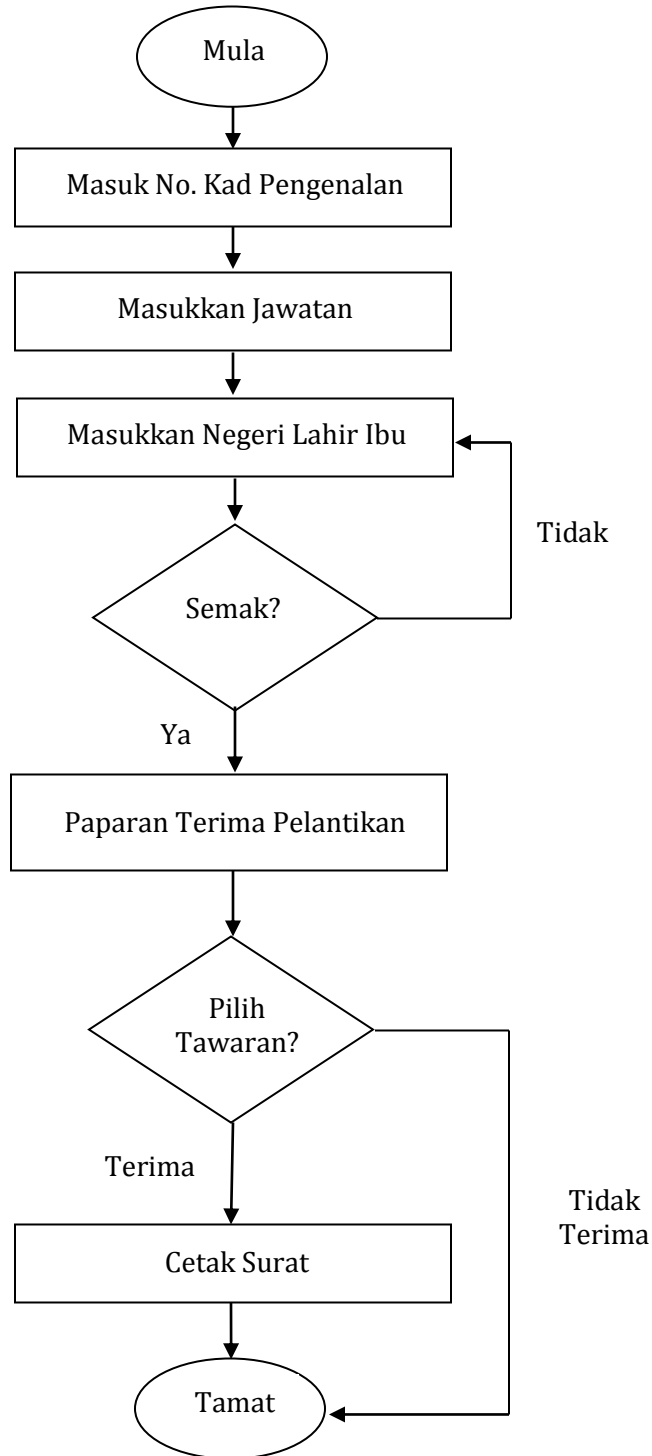 Mula
Masuk No. Kad Pengenalan
Masukkan Jawatan
Masukkan Negeri Lahir Ibu
Tidak
Semak?
Ya
Paparan Terima Pelantikan
Pilih
Tawaran?
Terima
Tidak
Terima
Cetak Surat
Tamat